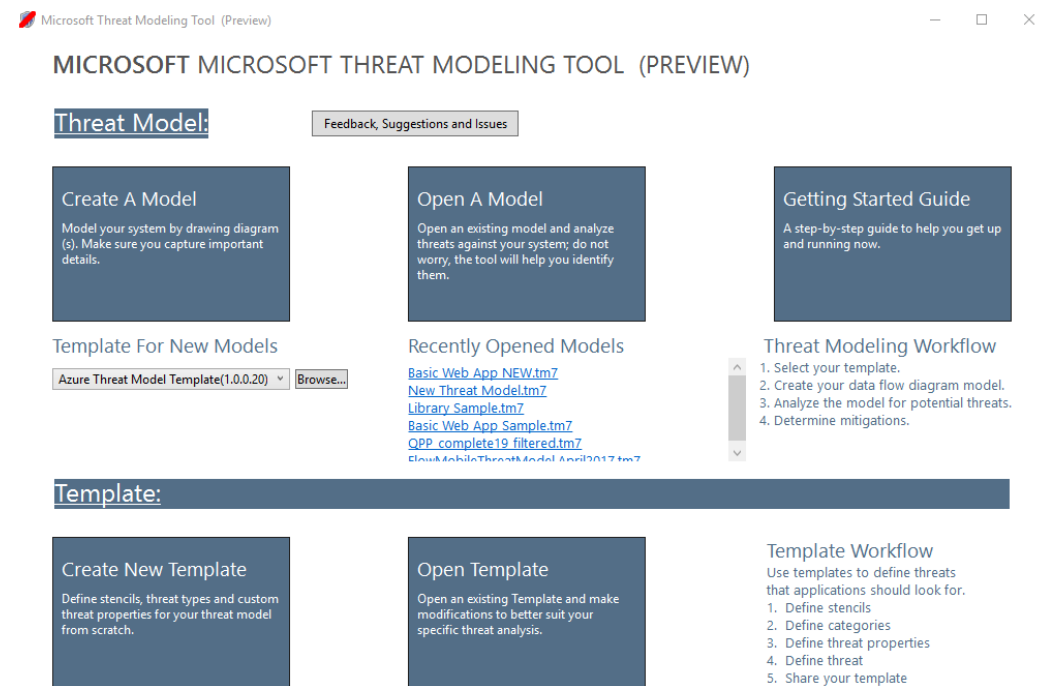 Microsoft Threat Modeling Tool (Preview)
MICROSOFT MICROSOFT THREAT MODELING TOOL (PREVIEW)
Threat Model:
Feedback, Suggestions and Issues
Create A Model
Model your system by drawing diagram
(s). Make sure you capture important
details.
Open A Model
Open an existing model and analyze
threats against your system; do not
worry, the tool will help you identify
them.
Getting Started Guide
A step-by-step guide to help you get up
and running now.
Template For New Models
Azure Threat Model Template(1.0.0.20)
Browse...
Recently Opened Models
Basic Web App NEW.tm7
New Threat Model.tm7
Library Sample.tm7
Basic Web App Sample.tm7
QPP complete19 filtered.tm7
FlowMobileThreatModel April2017.tm7
Threat Modeling Workflow
1. Select your template.
2. Create your data flow diagram model.
3. Analyze the model for potential threats.
4. Determine mitigations.
Template:
Create New Template
Define stencils, threat types and custom
threat properties for your threat model
from scratch.
Open Template
Open an existing Template and make
modifications to better suit your
specific threat analysis.
Template Workflow
Use templates to define threats
that applications should look for.
1. Define stencils
2. Define categories
3. Define threat properties
4. Define threat
5. Share your template